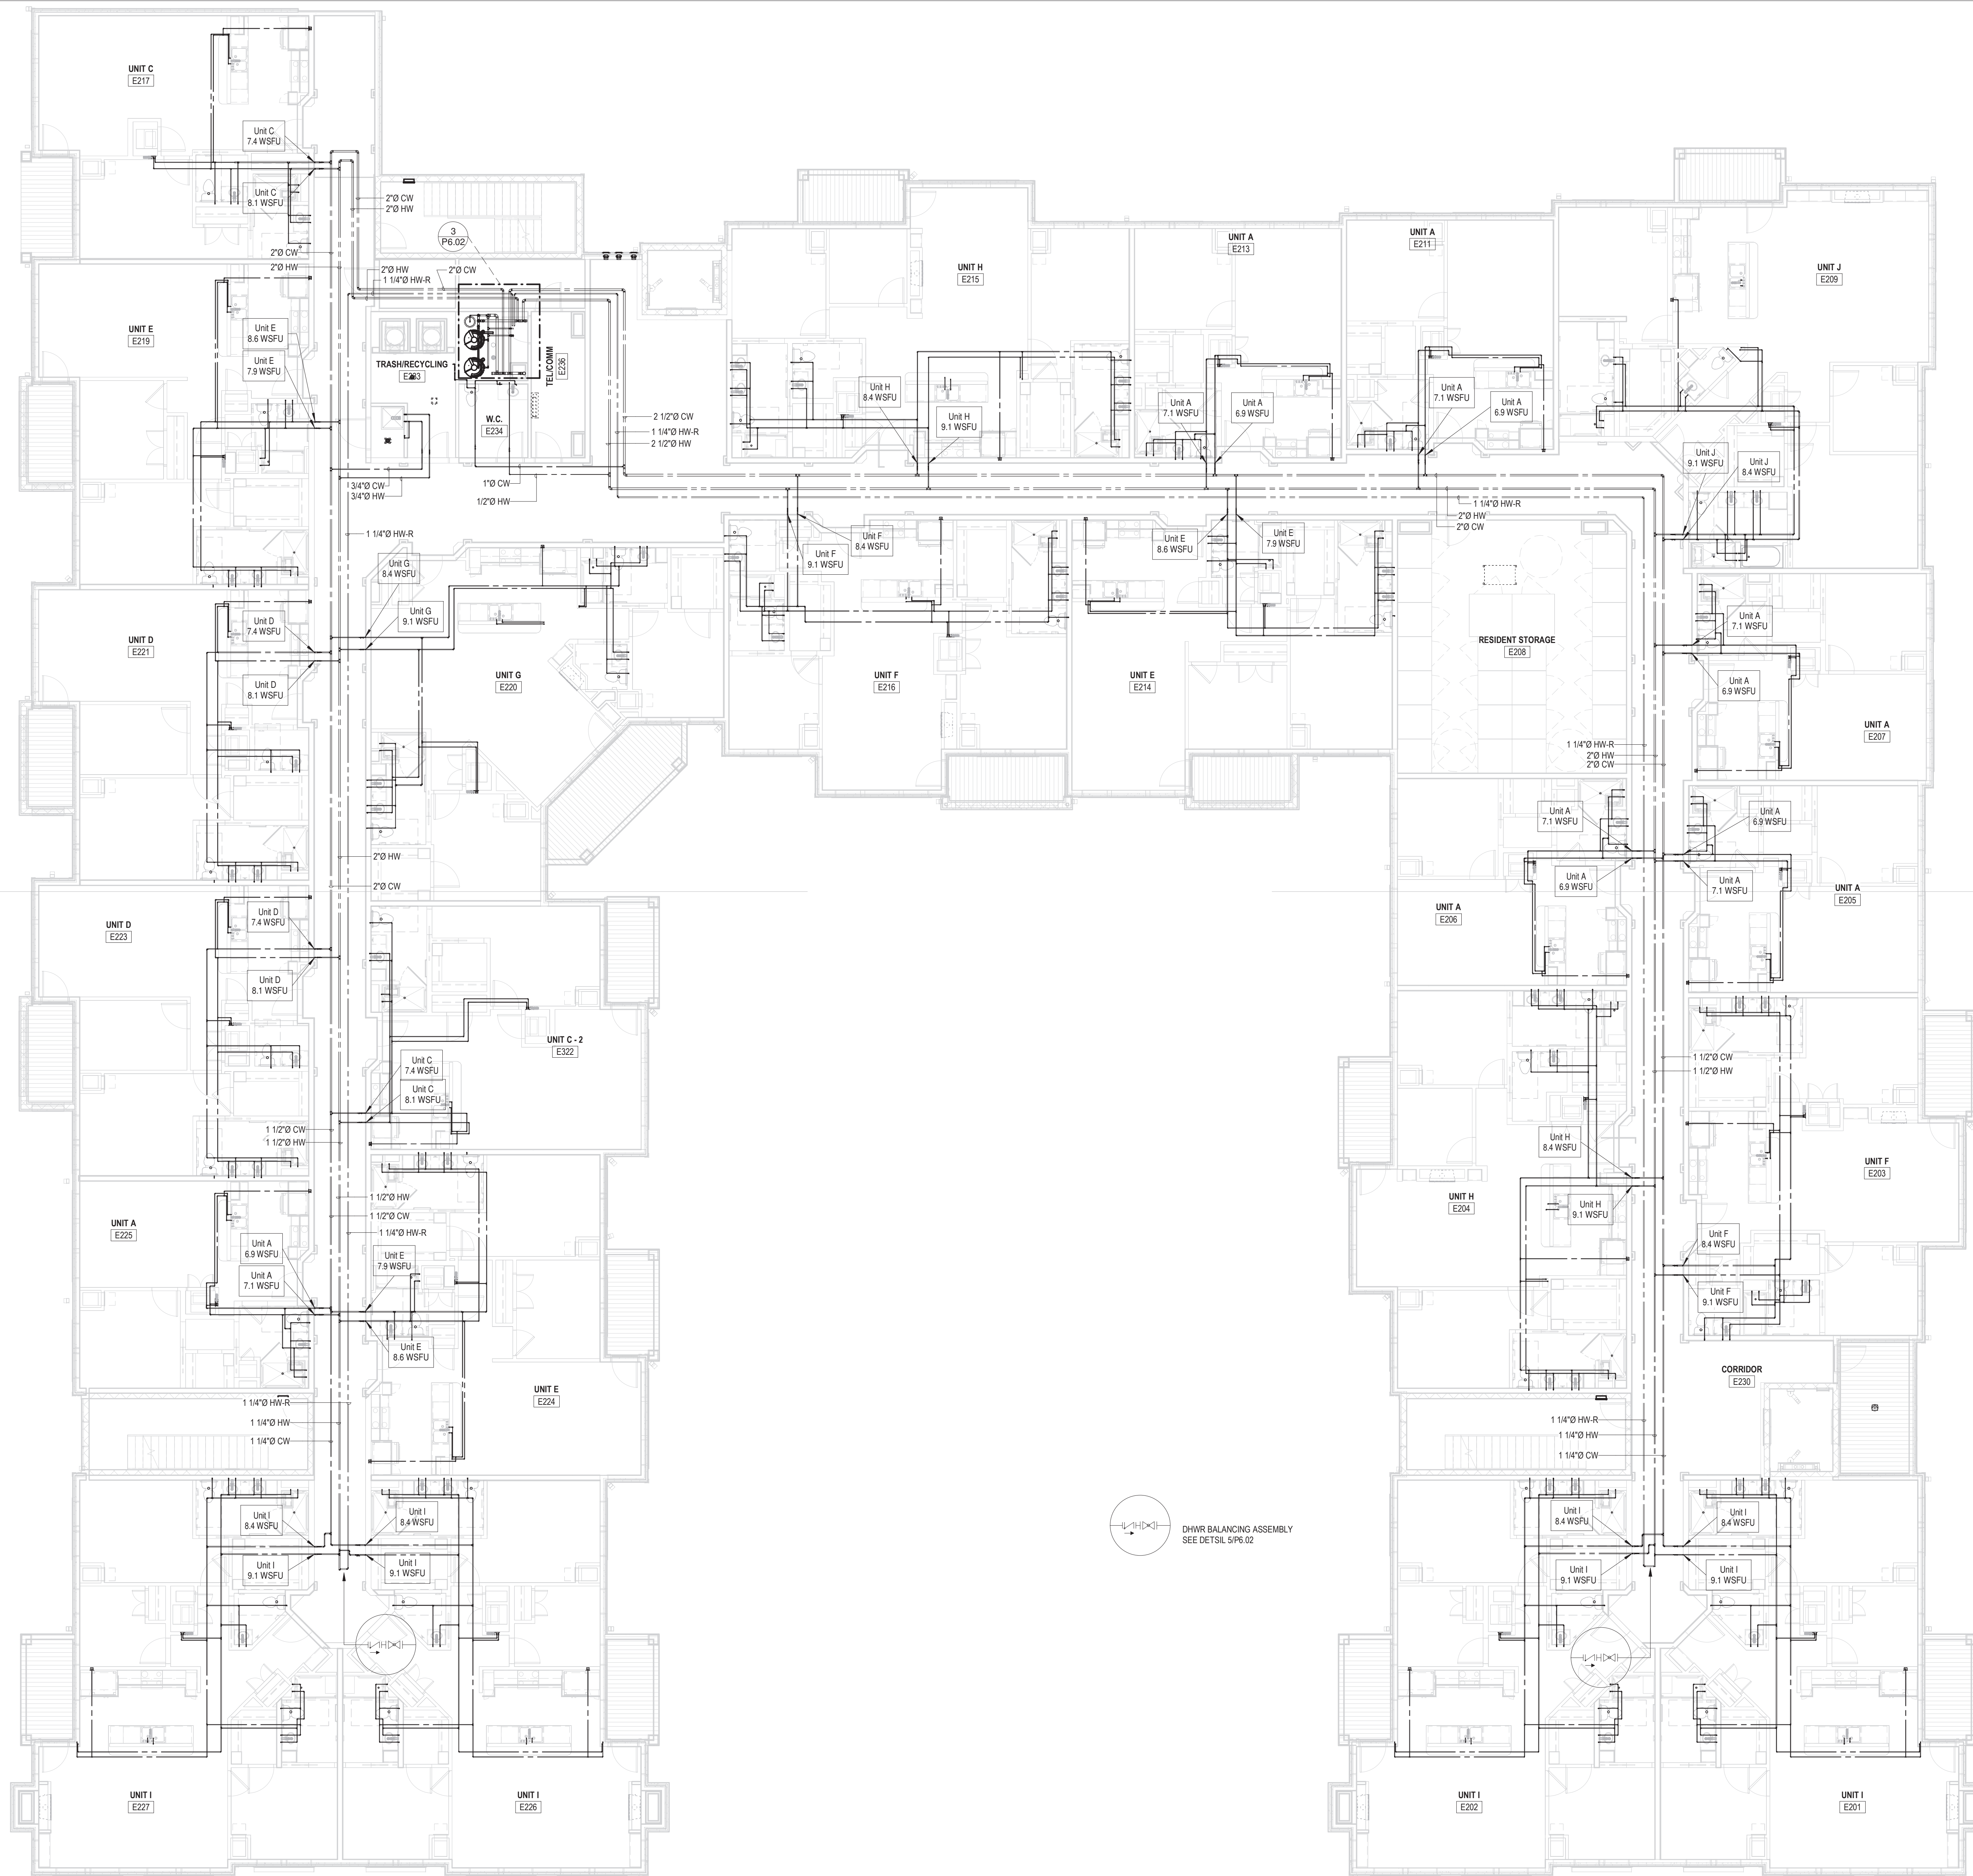 UNIT C
E217
Unit C
7.4 WSFU
Unit C
8.1 WSFU
2"Ø CW
2"Ø HW
3
P6.02
2"Ø CW
2"Ø HW
2"Ø HW
1 1/4"Ø HW-R
2"Ø CW
UNIT E
E219
Unit E
8.6 WSFU
Unit E
7.9 WSFU
TRASH/RECYCLING
TEL/COMM
E236
W.C.
E234
2 1/2"Ø CW
1 1/4"Ø HW-R
2 1/2"Ø HW
3/4"Ø CW
3/4"Ø HW
1"Ø CW
1/2"Ø HW
UNIT H
E215
Unit H
8.4 WSFU
Unit H
9.1 WSFU
UNIT A
E213
Unit A
7.1 WSFU
Unit A
6.9 WSFU
UNIT A
E211
Unit A
7.1 WSFU
Unit A
6.9 WSFU
UNIT J
E209
Unit J
9.1 WSFU
Unit J
8.4 WSFU
1 1/4"Ø HW-R
2"Ø HW
2"Ø CW
1 1/4"Ø HW-R
Unit G
8.4 WSFU
Unit G
9.1 WSFU
Unit F
8.4 WSFU
Unit F
9.1 WSFU
Unit E
8.6 WSFU
Unit E
7.9 WSFU
UNIT D
E221
Unit D
7.4 WSFU
Unit D
8.1 WSFU
UNIT G
E220
UNIT F
E216
UNIT E
E214
RESIDENT STORAGE
E208
Unit A
7.1 WSFU
Unit A
6.9 WSFU
UNIT A
E207
1 1/4"Ø HW-R
2"Ø HW
2"Ø CW
2"Ø HW
2"Ø CW
Unit A
7.1 WSFU
Unit A
6.9 WSFU
Unit A
6.9 WSFU
Unit A
7.1 WSFU
UNIT A
E206
UNIT A
E205
UNIT D
E223
Unit D
7.4 WSFU
Unit D
8.1 WSFU
UNIT C - 2
E322
Unit C
7.4 WSFU
Unit C
8.1 WSFU
1 1/2"Ø CW
1 1/2"Ø HW
1 1/2"Ø CW
1 1/2"Ø HW
Unit H
8.4 WSFU
Unit H
9.1 WSFU
UNIT H
E204
UNIT F
E203
Unit F
8.4 WSFU
Unit F
9.1 WSFU
1 1/2"Ø HW
1 1/2"Ø CW
1 1/4"Ø HW-R
UNIT A
E225
Unit A
6.9 WSFU
Unit A
7.1 WSFU
Unit E
7.9 WSFU
Unit E
8.6 WSFU
UNIT E
E224
CORRIDOR
E230
1 1/4"Ø HW-R
1 1/4"Ø HW
1 1/4"Ø CW
1 1/4"Ø HW-R
1 1/4"Ø HW
1 1/4"Ø CW
Unit I
8.4 WSFU
Unit I
9.1 WSFU
Unit I
8.4 WSFU
Unit I
9.1 WSFU
DHWR BALANCING ASSEMBLY
SEE DETSIL 5/P6.02
Unit I
8.4 WSFU
Unit I
9.1 WSFU
Unit I
8.4 WSFU
Unit I
9.1 WSFU
UNIT I
E227
UNIT I
E226
UNIT I
E202
UNIT I
E201